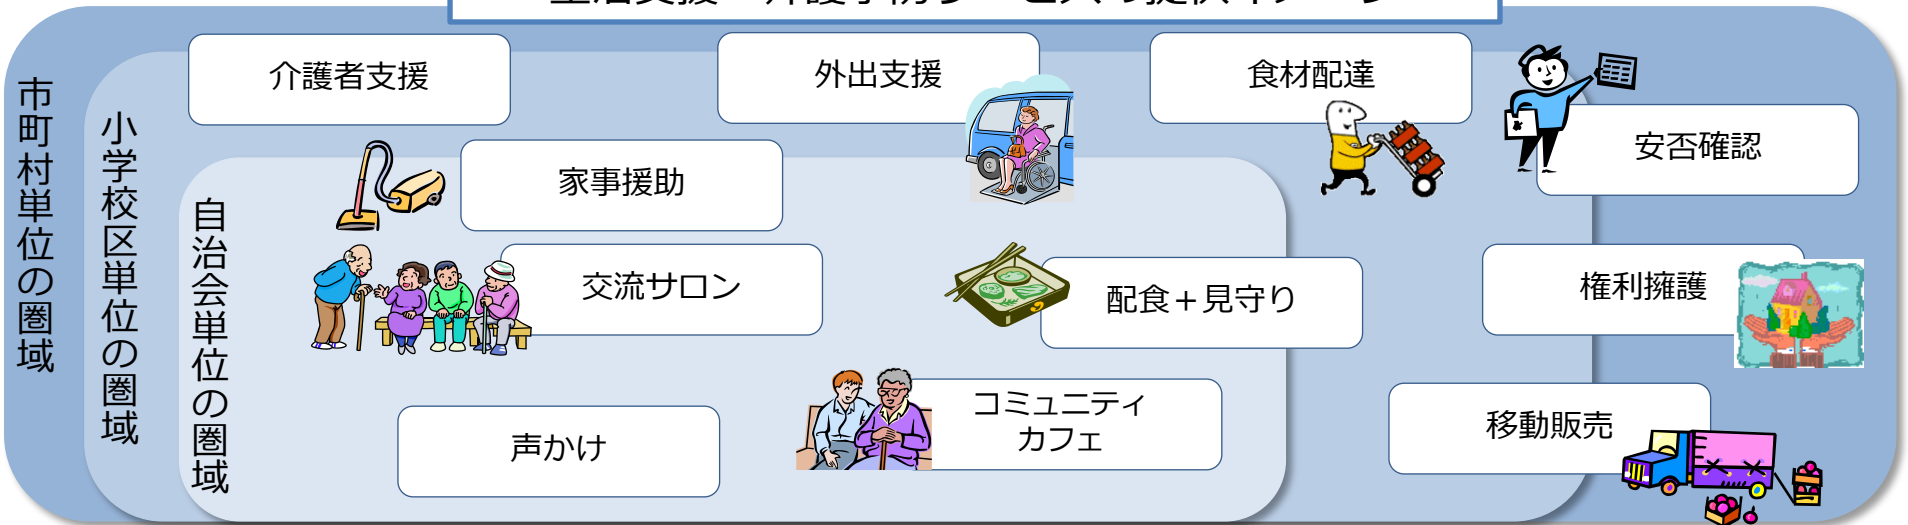 市町村単位の圏域
小学校区単位の圏域
自治会単位の圏域
介護者支援
外出支援
食材配達
安否確認
家事援助
交流サロン
配食+見守り
権利擁護
声かけ
コミュニティ
カフェ
移動販売